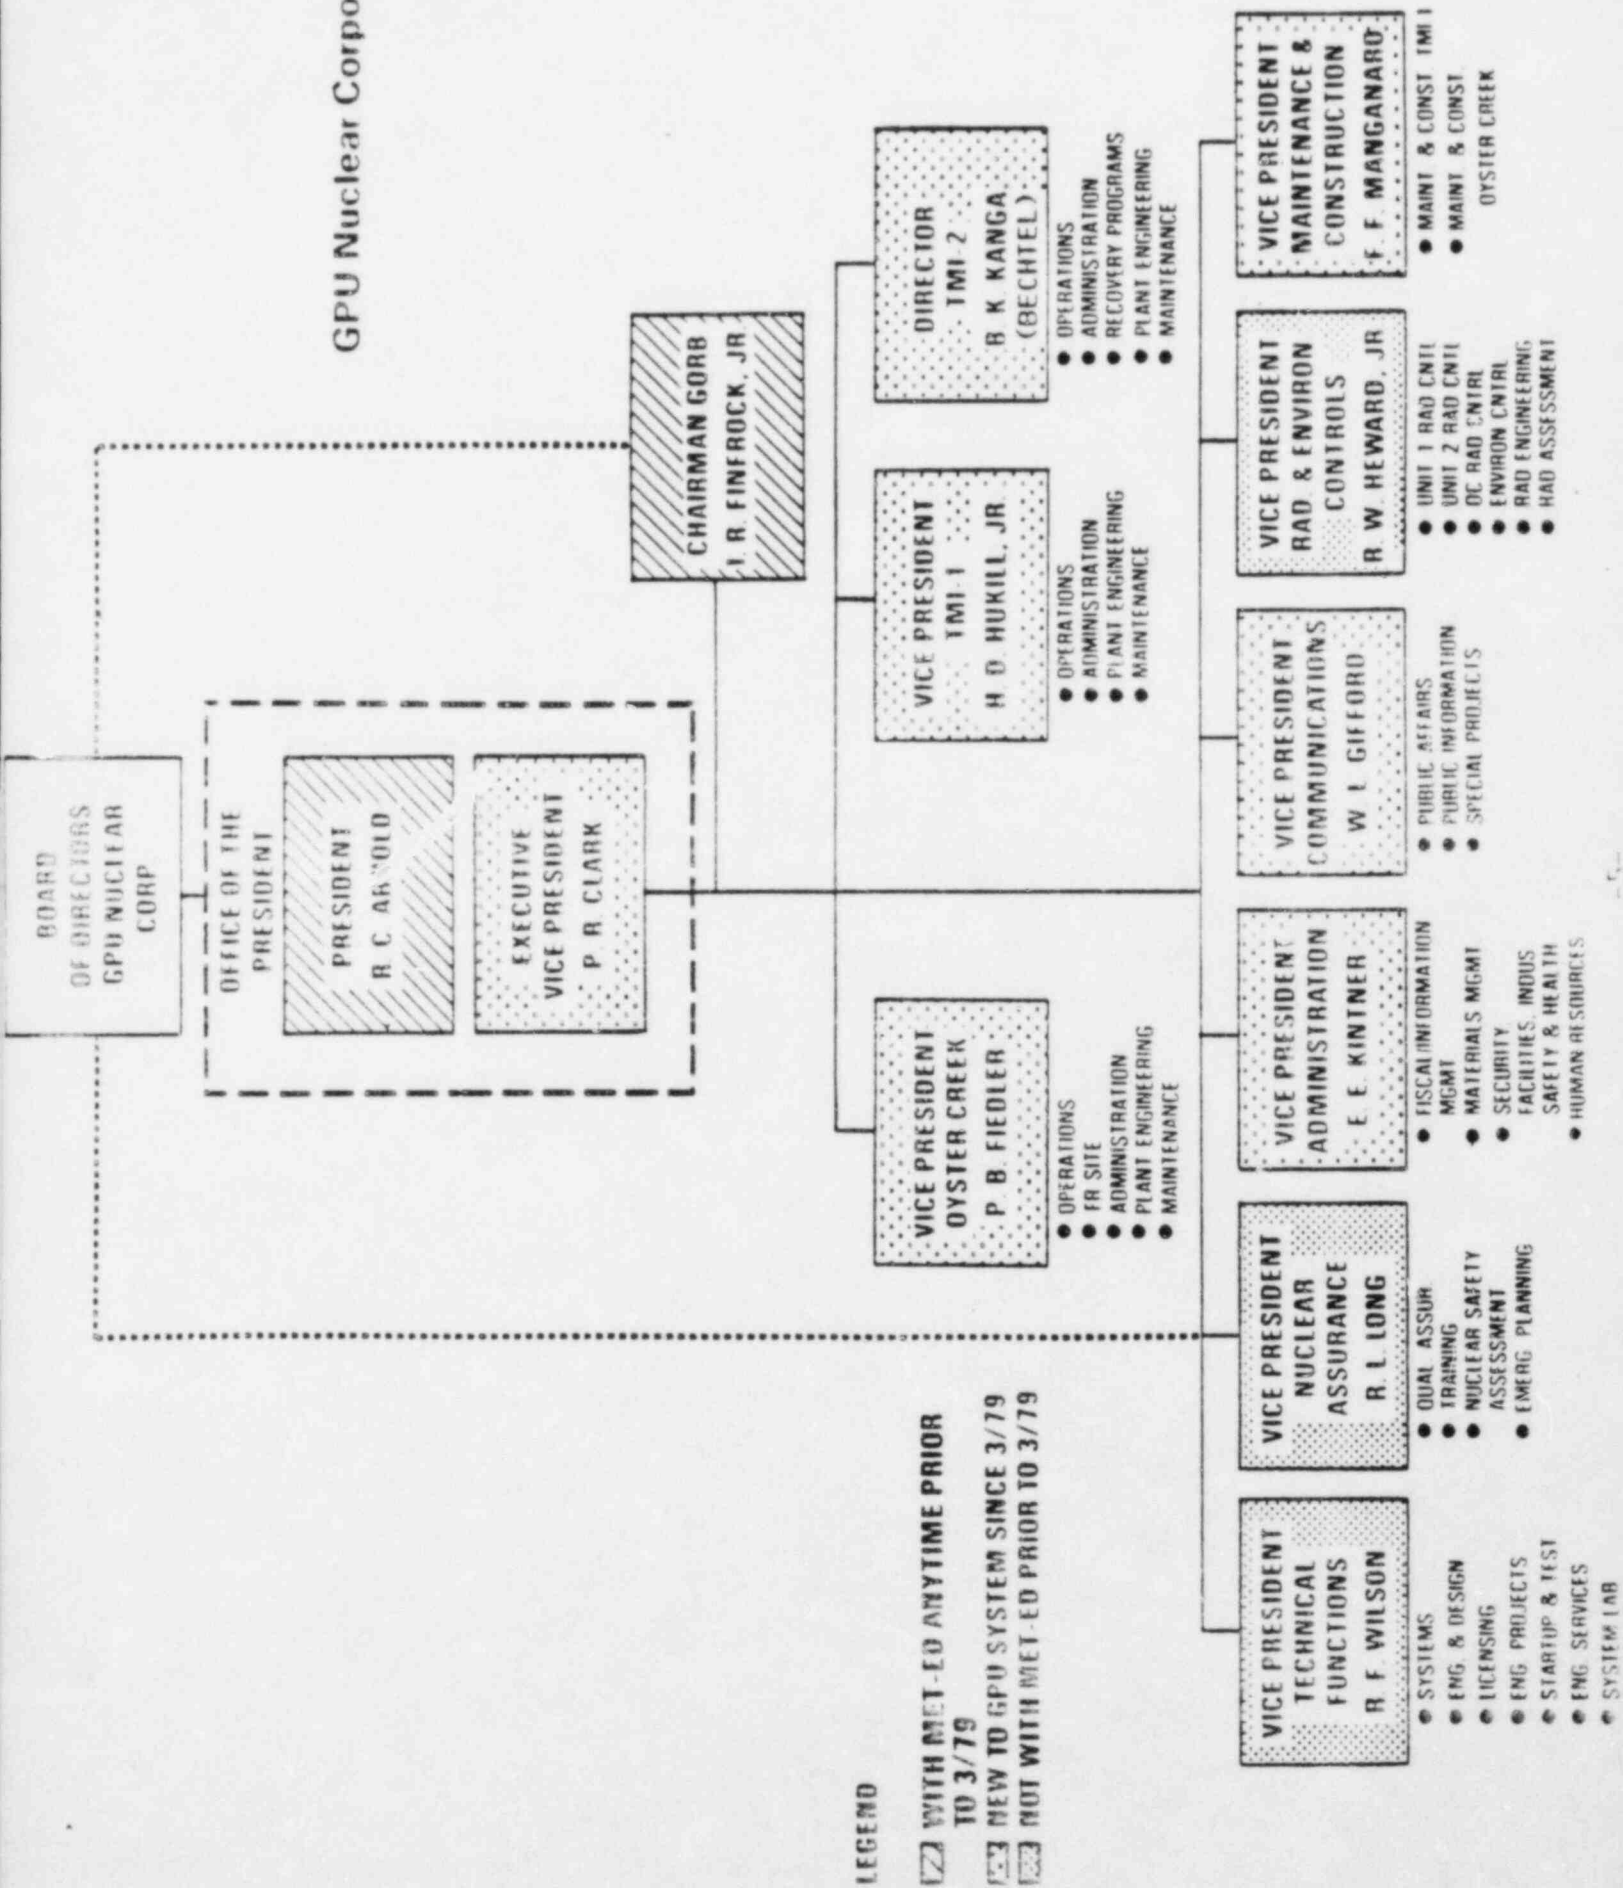 GPU Nuclear Corpo
BOARD
OF DIRECTORS
GPU NUCLEAR
CORP
OFFICE OF THE
PRESIDENT
PRESIDENT
R. C. ARNOLD
EXECUTIVE
VICE PRESIDENT
P. R. CLARK
CHAIRMAN GORB
I. R. FINFROCK, JR
VICE PRESIDENT
OYSTER CREEK
P. B. FIEDLER
● OPERATIONS
● FR SITE
● ADMINISTRATION
● PLANT ENGINEERING
● MAINTENANCE
VICE PRESIDENT
TMI-1
H. D. HUKILL, JR
● OPERATIONS
● ADMINISTRATION
● PLANT ENGINEERING
● MAINTENANCE
DIRECTOR
TMI-2
B K KANGA
(BECHTEL)
● OPERATIONS
● ADMINISTRATION
● RECOVERY PROGRAMS
● PLANT ENGINEERING
● MAINTENANCE
LEGEND
WITH MET-ED ANYTIME PRIOR
TO 3/79
NEW TO GPU SYSTEM SINCE 3/79
NOT WITH MET-ED PRIOR TO 3/79
VICE PRESIDENT
TECHNICAL
FUNCTIONS
R. F. WILSON
● SYSTEMS
● ENG. & DESIGN
● LICENSING
● ENG PROJECTS
● STARTUP & TEST
● ENG. SERVICES
● SYSTEM LAB
VICE PRESIDENT
NUCLEAR
ASSURANCE
R. L. LONG
● QUAL ASSUR
● TRAINING
● NUCLEAR SAFETY
ASSESSMENT
● EMERG PLANNING
VICE PRESIDENT
ADMINISTRATION
E. E. KINTNER
● FISCAL/INFORMATION
MGMT
● MATERIALS MGMT
● SECURITY
FACILITIES, INDUS
SAFETY & HEALTH
● HUMAN RESOURCES
VICE PRESIDENT
COMMUNICATIONS
W L GIFFORD
● PUBLIC AFFAIRS
● PUBLIC INFORMATION
● SPECIAL PROJECTS
VICE PRESIDENT
RAD & ENVIRON
CONTROLS
R. W. HEWARD, JR
● UNIT 1 RAD CNTL
● UNIT 2 RAD CNTL
● OC RAD CNTRL
● ENVIRON CNTRL
● RAD ENGINEERING
● RAD ASSESSMENT
VICE PRESIDENT
MAINTENANCE &
CONSTRUCTION
F. F. MANGANARO
● MAINT & CONST TMI I
● MAINT & CONST
OYSTER CREEK